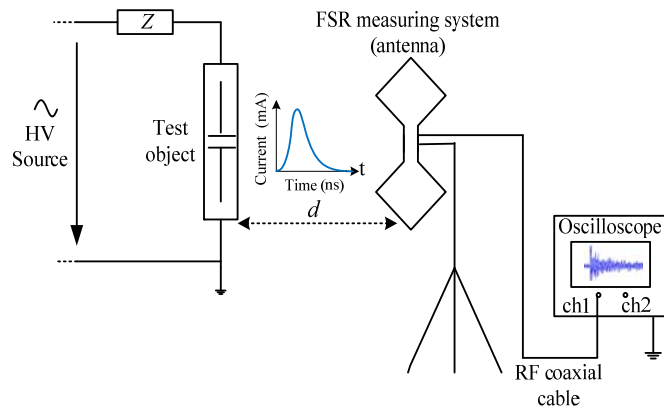 Z
FSR measuring system
(antenna)
HV
Source
Test
object
Current (mA)
t
Time (ns)
d
Oscilloscope
ch1 ch2
RF coaxial
cable